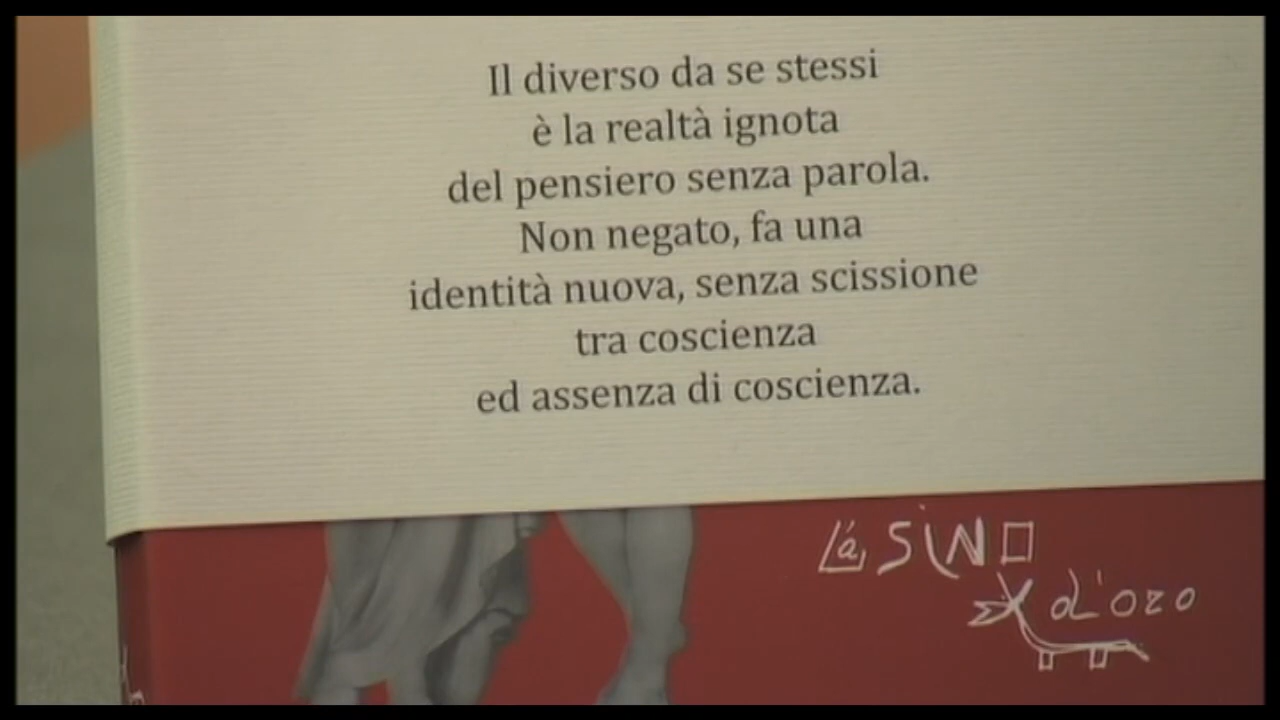 Il diverso da se stessi
è la realtà ignota
del pensiero senza parola.
Non negato, fa una
identità nuova, senza scissione
tra coscienza
ed assenza di coscienza.
L'ASINO
d'oro